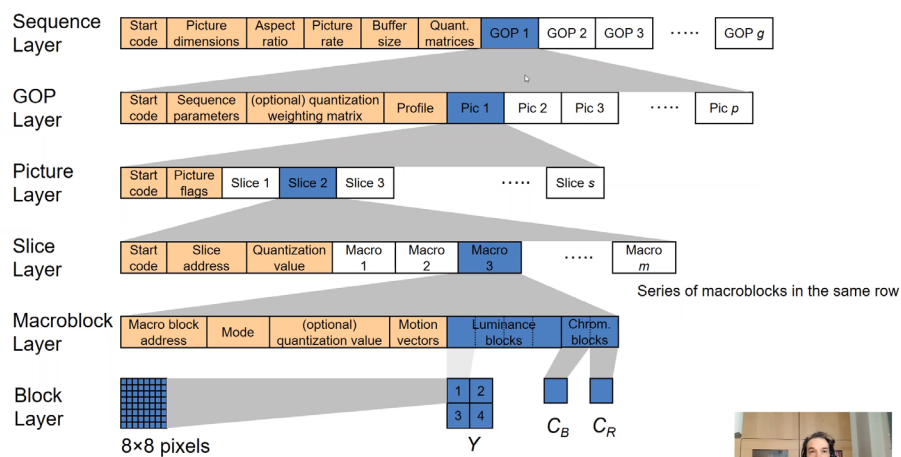 Sequence Layer
Start code
Picture dimensions
Aspect ratio
Picture rate
Buffer size
Quant. matrices
GOP 1
GOP 2
GOP 3
·····
GOP g
GOP Layer
Start code
Sequence parameters
(optional) quantization weighting matrix
Profile
Pic 1
Pic 2
Pic 3
·····
Pic p
Picture Layer
Start code
Picture flags
Slice 1
Slice 2
Slice 3
·····
Slice s
Slice Layer
Start code
Slice address
Quantization value
Macro 1
Macro 2
Macro 3
·····
Macro m
Series of macroblocks in the same row
Macroblock Layer
Macro block address
Mode
(optional) quantization value
Motion vectors
Luminance blocks
Chrom. blocks
Block Layer
1 2
3 4
8×8 pixels
Y
CB
CR